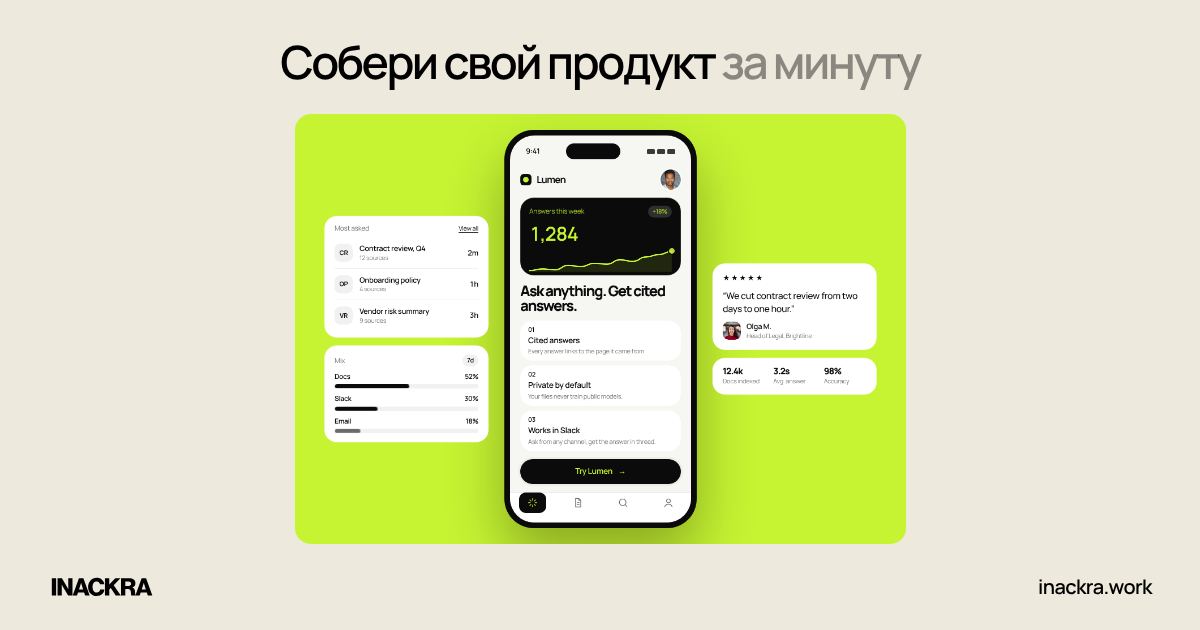 Собери свой продукт за минуту
Most asked View all
CR Contract review, Q4 2m
12 sources
OP Onboarding policy 1h
6 sources
VR Vendor risk summary 3h
9 sources
Mix 7d
Docs 52%
Slack 30%
Email 18%
9:41
Lumen
Answers this week +18%
1,284
Ask anything. Get cited
answers.
01
Cited answers
Every answer links to the page it came from
02
Private by default
Your files never train public models.
03
Works in Slack
Ask from any channel, get the answer in thread.
Try Lumen →
★★★★★
“We cut contract review from two
days to one hour.”
Olga M.
Head of Legal, Brightline
12.4k 3.2s 98%
Docs indexed Avg. answer Accuracy
INACKRA
inackra.work